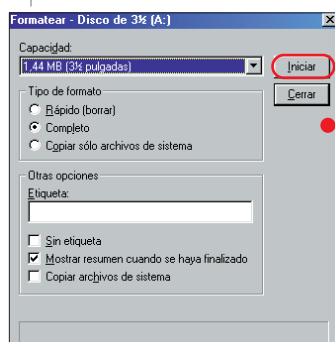 Formatear - Disco de 3½ (A:)
Capacidad:
1,44 MB (3½ pulgadas)
Iniciar
Cerrar
Tipo de formato
Rápido (borrar)
Completo
Copiar sólo archivos de sistema
Otras opciones
Etiqueta:
Sin etiqueta
Mostrar resumen cuando se haya finalizado
Copiar archivos de sistema